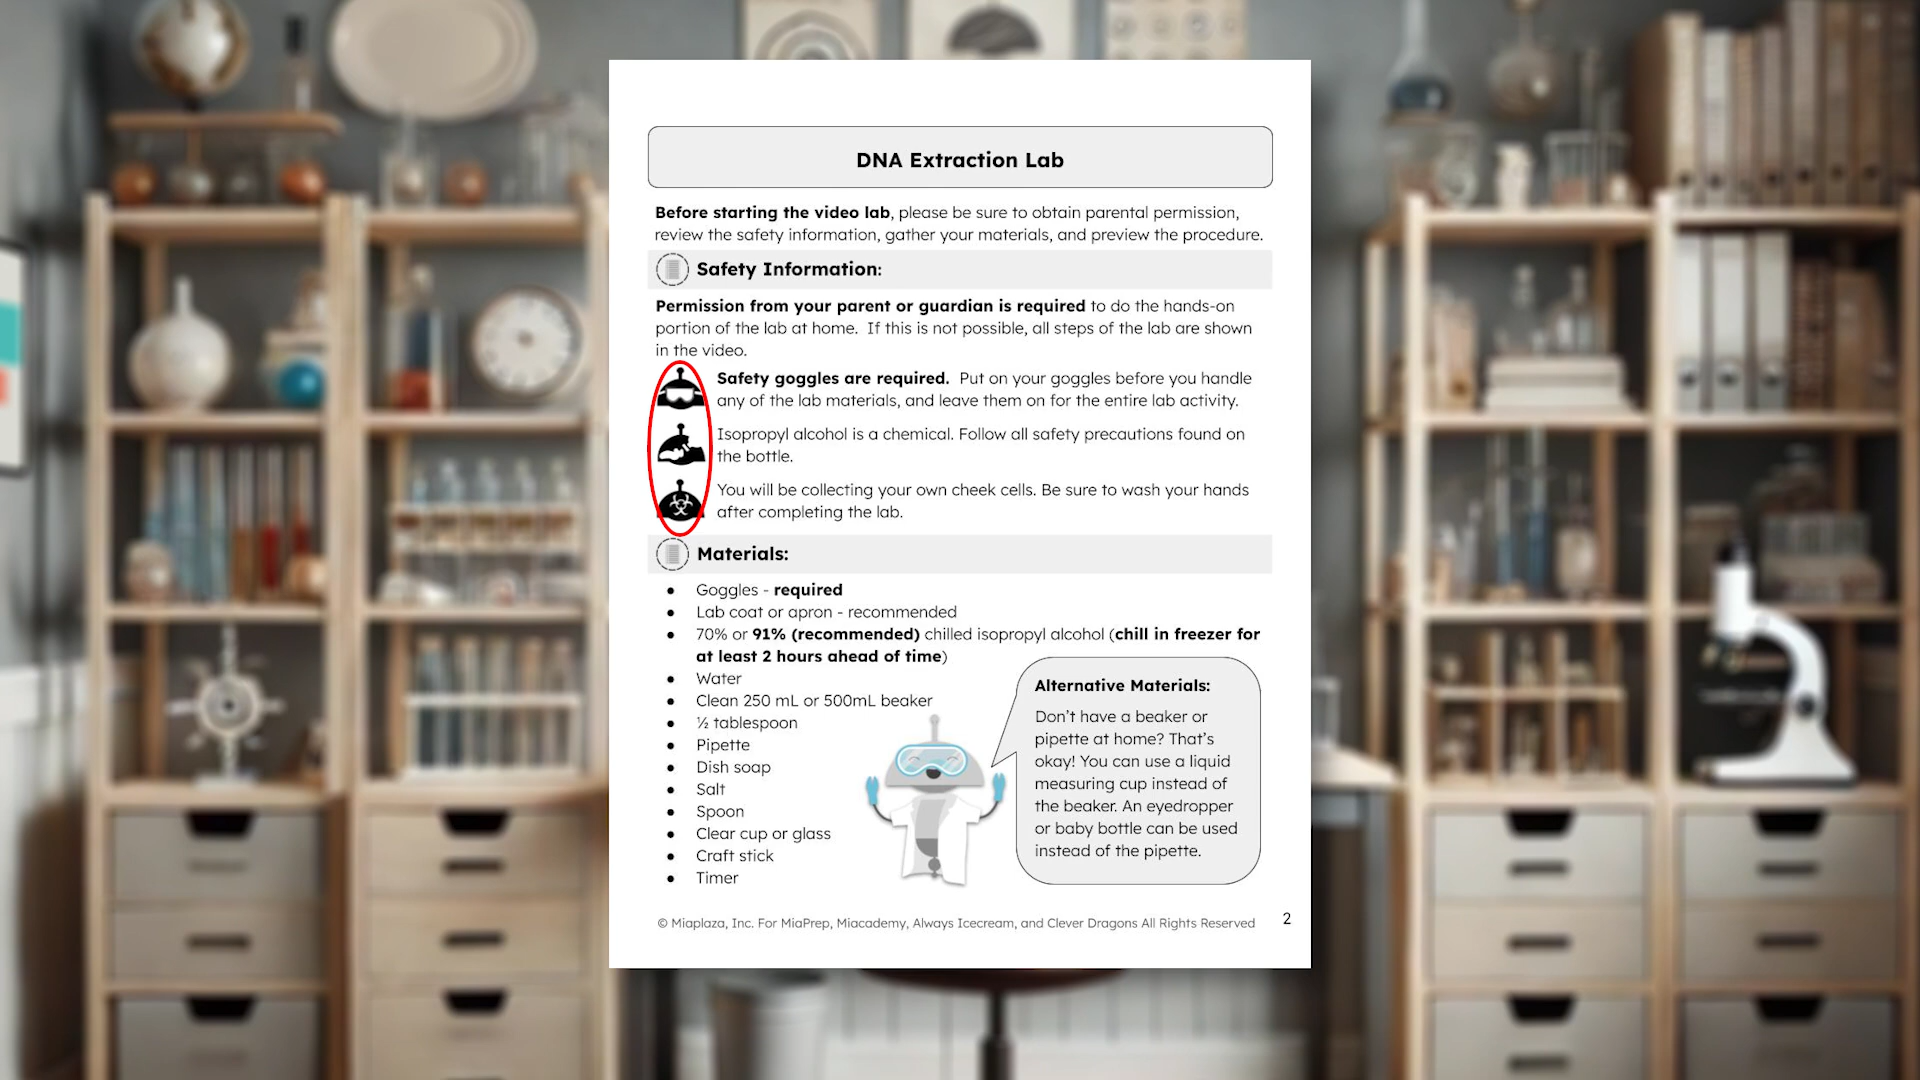 DNA Extraction Lab
Before starting the video lab, please be sure to obtain parental permission,
review the safety information, gather your materials, and preview the procedure.
Safety Information:
Permission from your parent or guardian is required to do the hands-on
portion of the lab at home. If this is not possible, all steps of the lab are shown
in the video.
Safety goggles are required. Put on your goggles before you handle
any of the lab materials, and leave them on for the entire lab activity.
Isopropyl alcohol is a chemical. Follow all safety precautions found on
the bottle.
You will be collecting your own cheek cells. Be sure to wash your hands
after completing the lab.
Materials:
● Goggles - required
● Lab coat or apron - recommended
● 70% or 91% (recommended) chilled isopropyl alcohol (chill in freezer for
at least 2 hours ahead of time)
● Water
● Clean 250 mL or 500mL beaker
● ½ tablespoon
● Pipette
● Dish soap
● Salt
● Spoon
● Clear cup or glass
● Craft stick
● Timer
Alternative Materials:
Don't have a beaker or
pipette at home? That's
okay! You can use a liquid
measuring cup instead of
the beaker. An eyedropper
or baby bottle can be used
instead of the pipette.
© Miaplaza, Inc. For MiaPrep, Miacademy, Always Icecream, and Clever Dragons All Rights Reserved
2